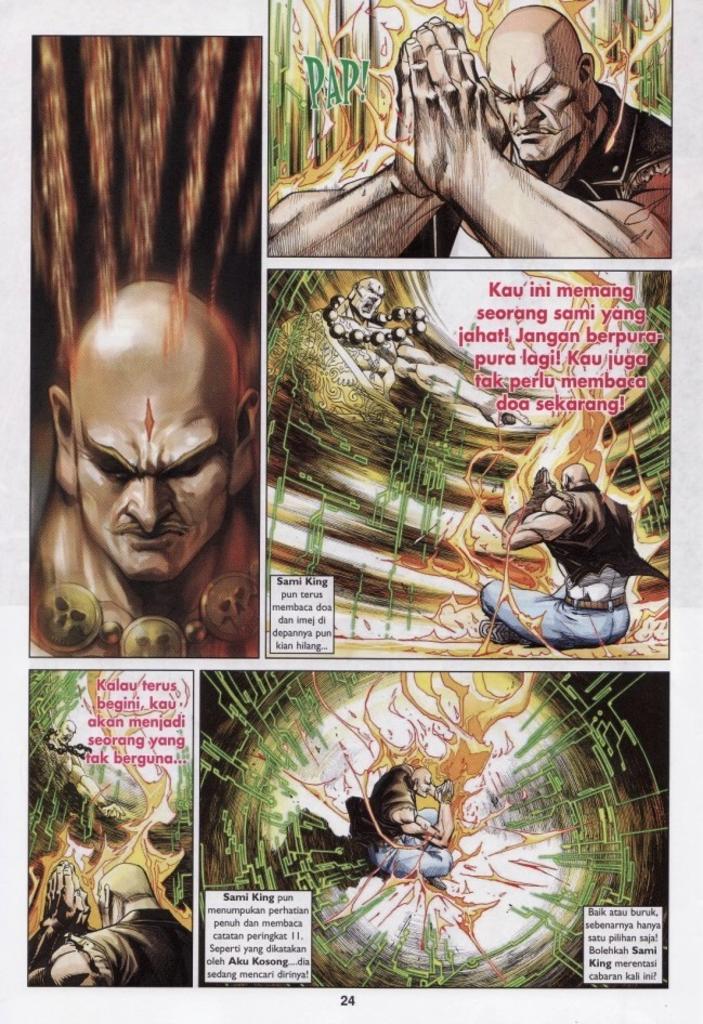 PAP!
Kau ini memang
seorang sami yang
jahat! Jangan berpura-
pura lagi! Kau juga
tak perlu membaca
doa sekarang!
Sami King
pun terus
membaca doa
dan imej di
depannya pun
kian hilang...
Kalau terus
begini, kau
akan menjadi
seorang yang
tak berguna...
Sami King pun
menumpukan perhatian
penuh dan membaca
catatan peringkat 11.
Seperti yang dikatakan
oleh Aku Kosong....dia
sedang mencari dirinya!
Baik atau buruk,
sebenarnya hanya
satu pilihan saja!
Bolehkah Sami
King merentasi
cabaran kali ini?
24